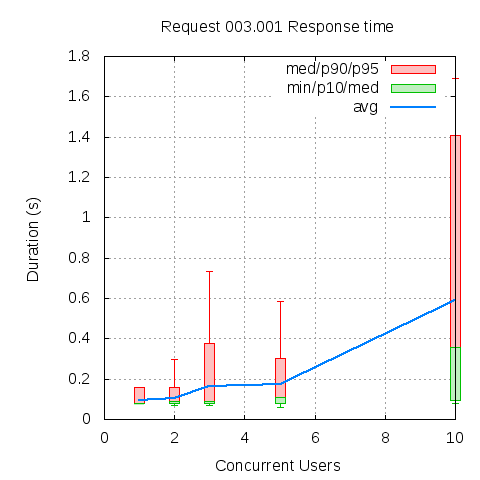 Request 003.001 Response time
med/p90/p95
min/p10/med
avg
Duration (s)
1.8
1.6
1.4
1.2
1
0.8
0.6
0.4
0.2
0
0 2 4 6 8 10
Concurrent Users